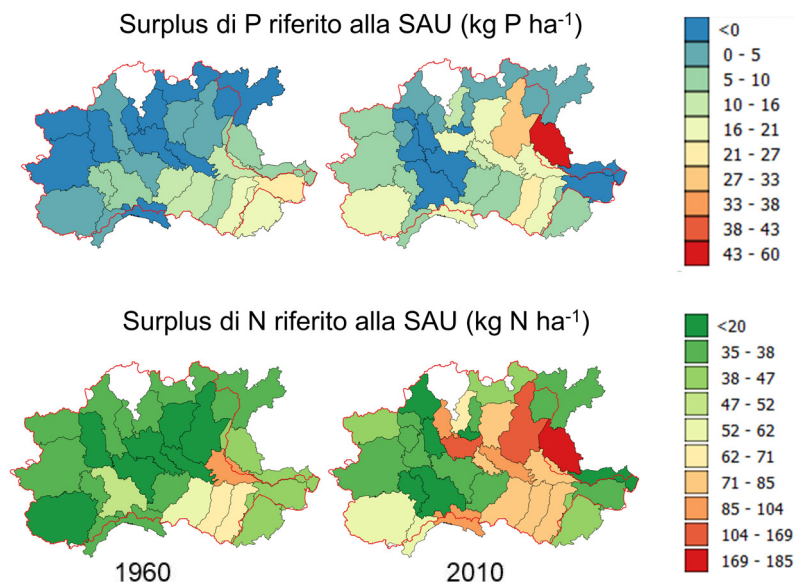 Surplus di P riferito alla SAU (kg P ha⁻¹)
<0
0 - 5
5 - 10
10 - 16
16 - 21
21 - 27
27 - 33
33 - 38
38 - 43
43 - 60
Surplus di N riferito alla SAU (kg N ha⁻¹)
<20
35 - 38
38 - 47
47 - 52
52 - 62
62 - 71
71 - 85
85 - 104
104 - 169
169 - 185
1960
2010